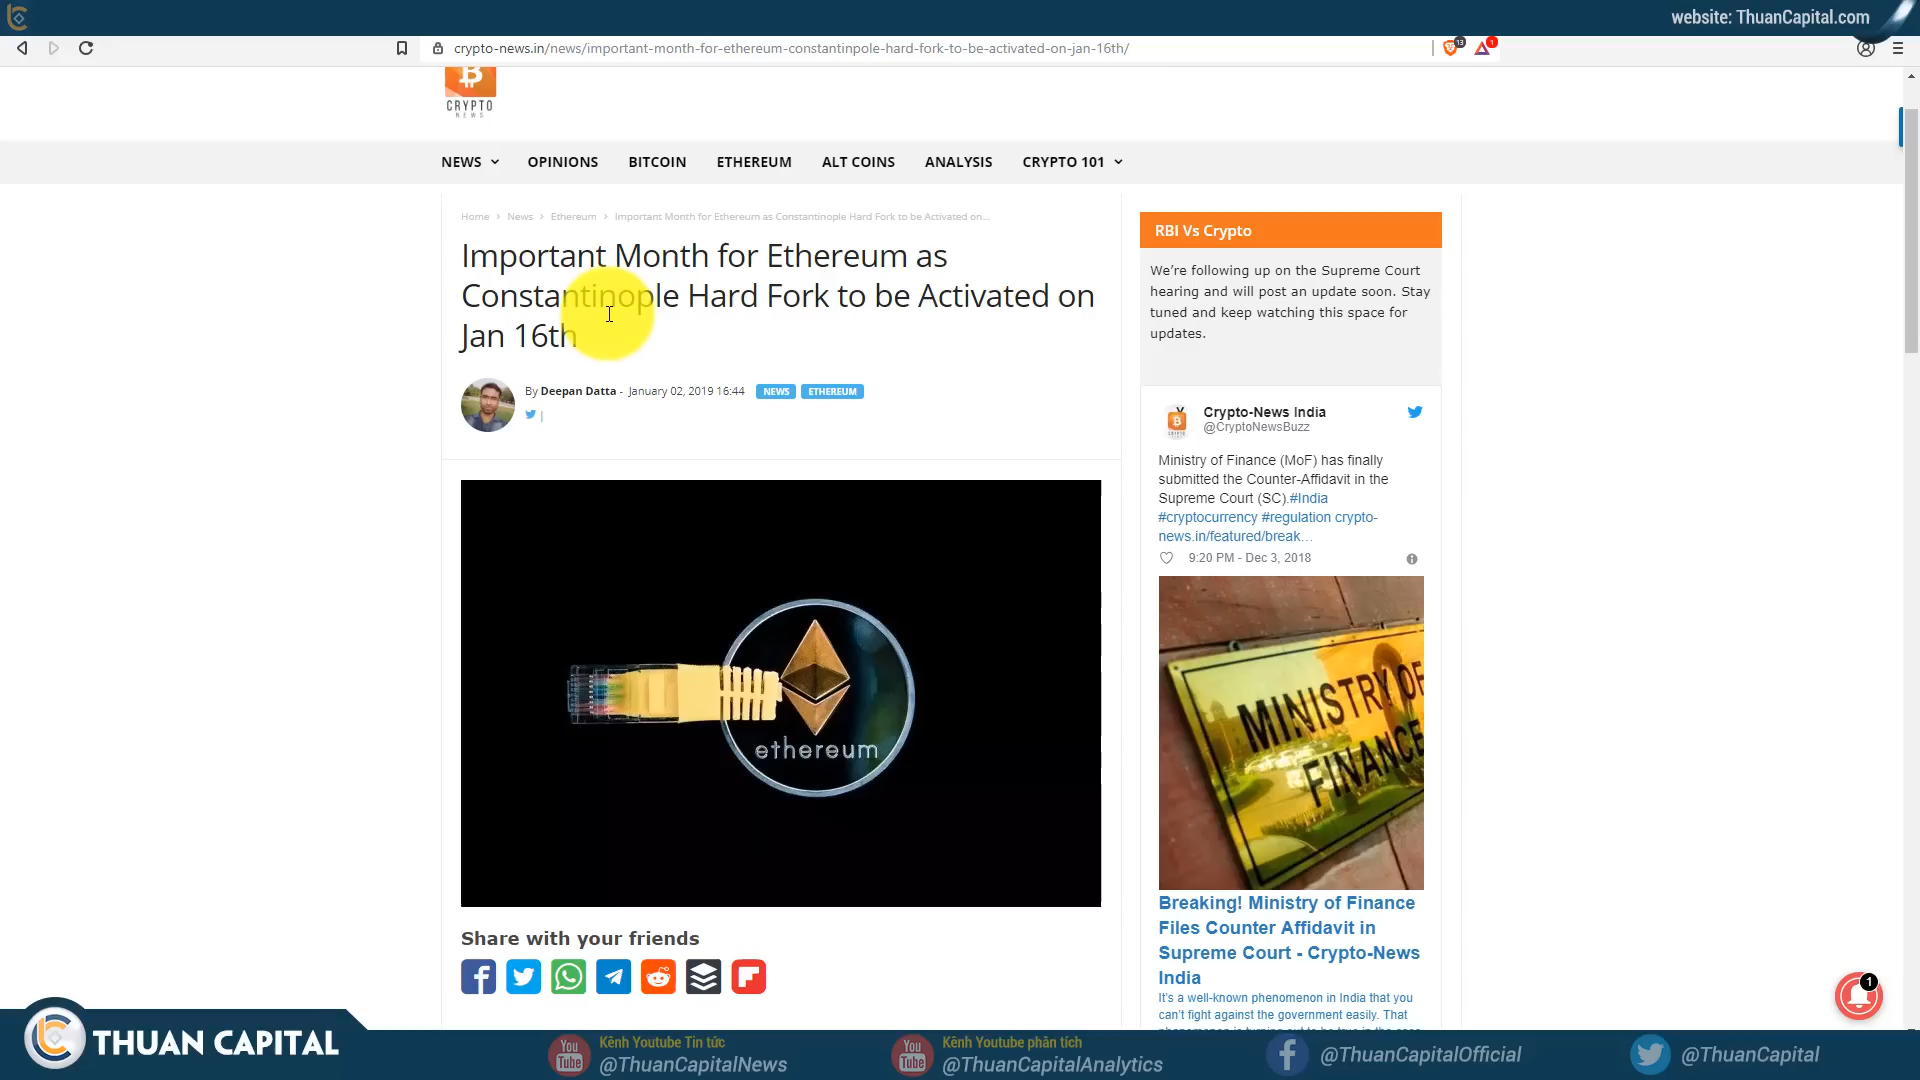 website: ThuanCapital.com
crypto-news.in/news/important-month-for-ethereum-constantinpole-hard-fork-to-be-activated-on-jan-16th/
13
1
CRYPTO
NEWS
NEWS OPINIONS BITCOIN ETHEREUM ALT COINS ANALYSIS CRYPTO 101
Home › News › Ethereum › Important Month for Ethereum as Constantinople Hard Fork to be Activated on...
Important Month for Ethereum as
Constantinople Hard Fork to be Activated on
Jan 16th
By Deepan Datta - January 02, 2019 16:44 NEWS ETHEREUM
ethereum
Share with your friends
RBI Vs Crypto
We’re following up on the Supreme Court
hearing and will post an update soon. Stay
tuned and keep watching this space for
updates.
Crypto-News India
@CryptoNewsBuzz
Ministry of Finance (MoF) has finally
submitted the Counter-Affidavit in the
Supreme Court (SC).#India
#cryptocurrency #regulation crypto-
news.in/featured/break…
9:20 PM - Dec 3, 2018
MINISTRY OF
FINANCE
Breaking! Ministry of Finance
Files Counter Affidavit in
Supreme Court - Crypto-News
India
It’s a well-known phenomenon in India that you
can’t fight against the government easily. That
1
THUAN CAPITAL
You Tube
Kênh Youtube Tin tức
@ThuanCapitalNews
You Tube
Kênh Youtube phân tích
@ThuanCapitalAnalytics
@ThuanCapitalOfficial
@ThuanCapital